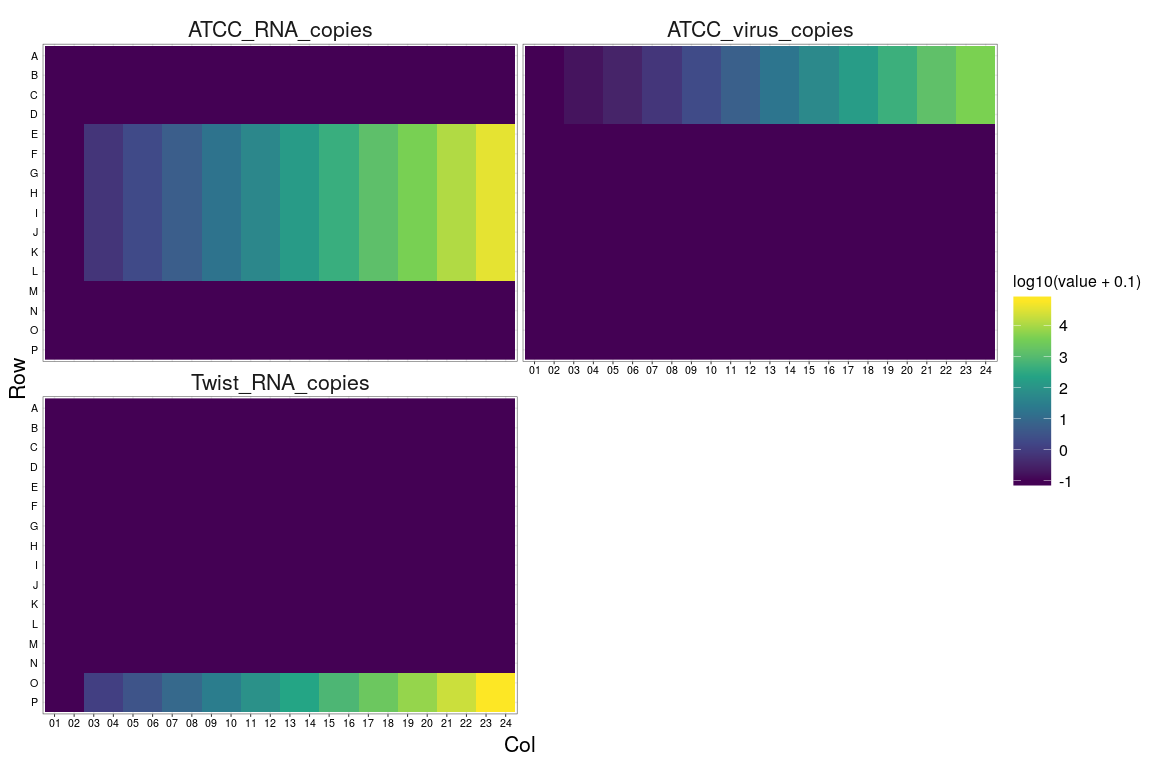 ATCC_RNA_copies
ATCC_virus_copies
A
B
C
D
E
F
G
H
I
J
K
L
M
N
O
P
01 02 03 04 05 06 07 08 09 10 11 12 13 14 15 16 17 18 19 20 21 22 23 24
log10(value + 0.1)
4
3
2
1
0
-1
Row
Twist_RNA_copies
A
B
C
D
E
F
G
H
I
J
K
L
M
N
O
P
01 02 03 04 05 06 07 08 09 10 11 12 13 14 15 16 17 18 19 20 21 22 23 24
Col